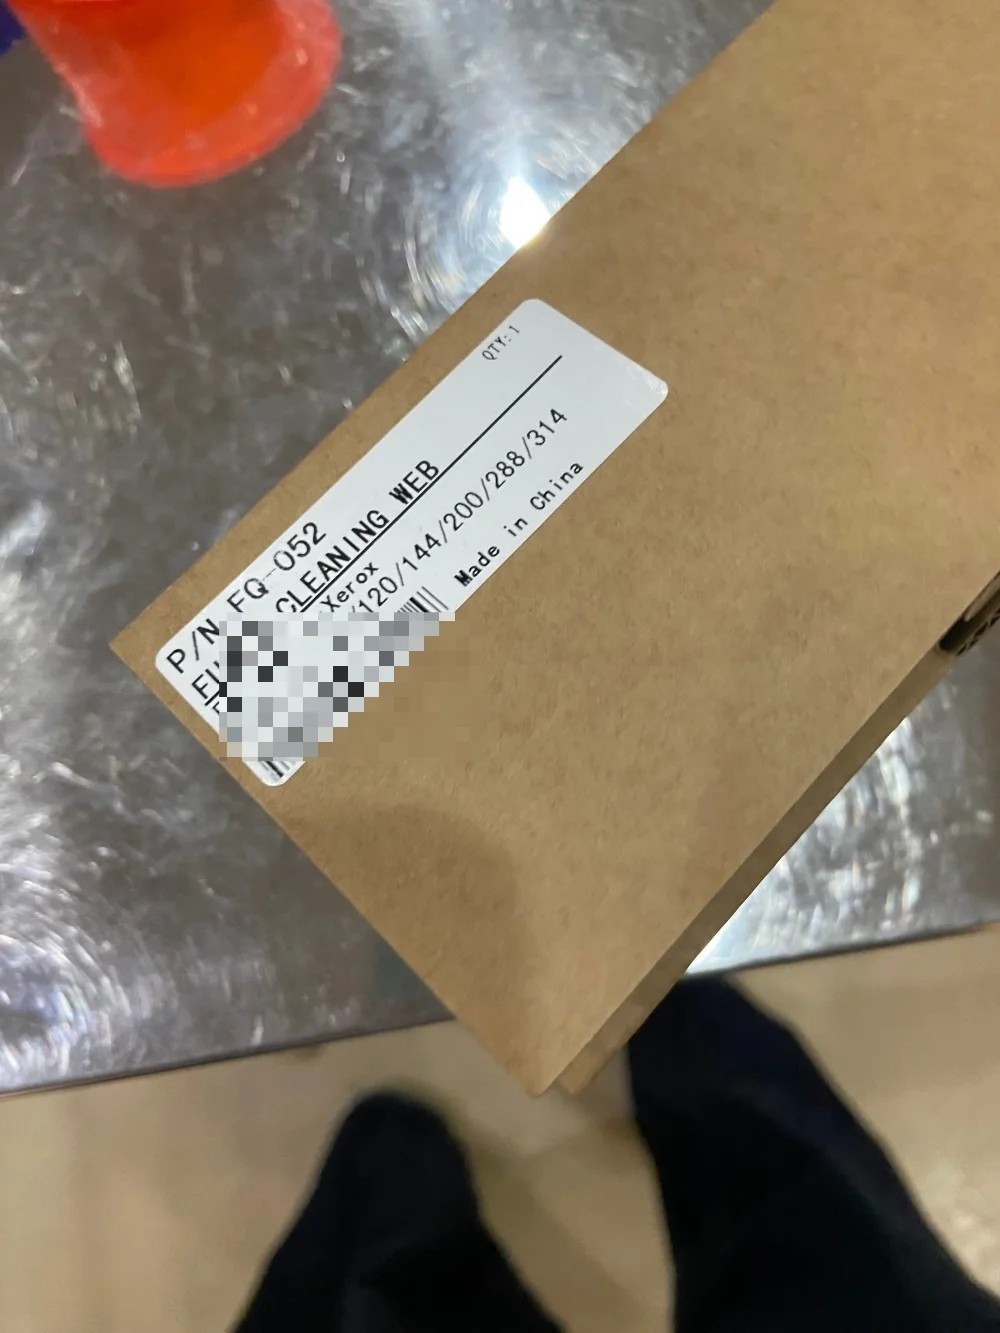 P/N FQ-052
QTY:1
CLEANING WEB
Xerox
/120/144/200/288/314
Made in China